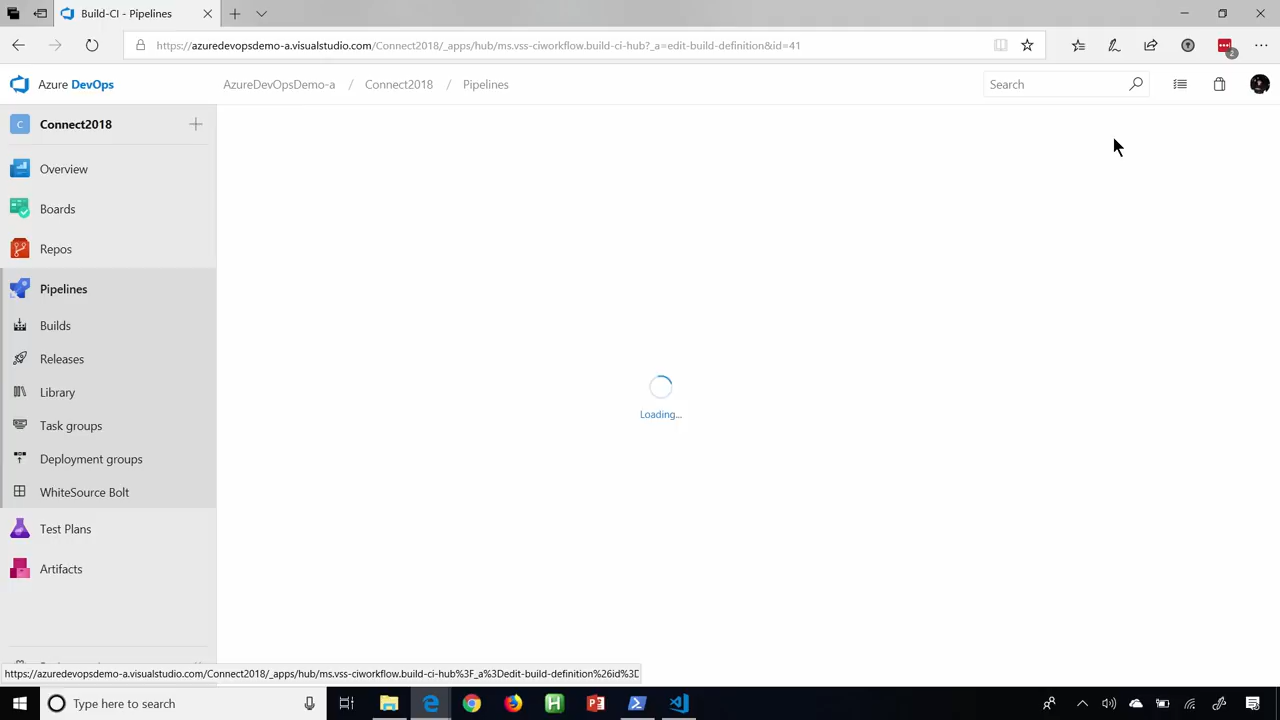 Build-CI - Pipelines
https://azuredevopsdemo-a.visualstudio.com/Connect2018/_apps/hub/ms.vss-ciworkflow.build-ci-hub?_a=edit-build-definition&id=41
2
Azure DevOps
AzureDevOpsDemo-a / Connect2018 / Pipelines
Search
C
Connect2018
Overview
Boards
Repos
Pipelines
Builds
Releases
Library
Task groups
Deployment groups
WhiteSource Bolt
Test Plans
Artifacts
Loading...
https://azuredevopsdemo-a.visualstudio.com/Connect2018/_apps/hub/ms.vss-ciworkflow.build-ci-hub%3F_a%3Dedit-build-definition%26id%3D
Type here to search